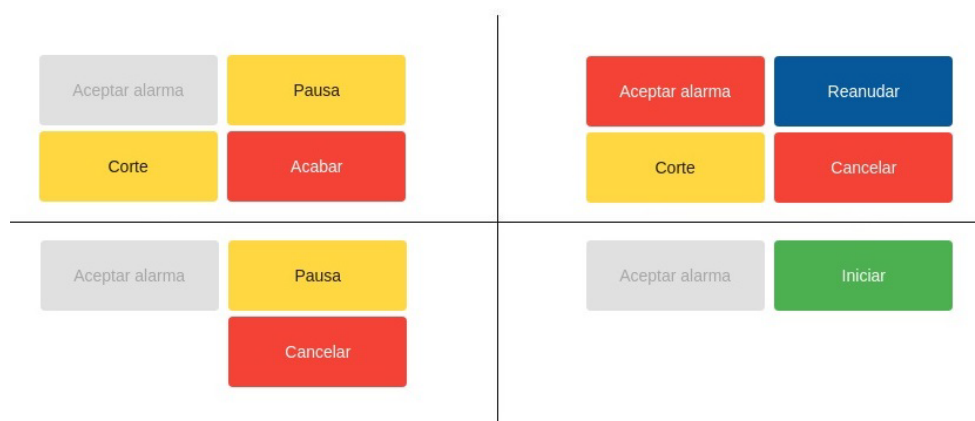 Aceptar alarma
Pausa
Corte
Acabar
Aceptar alarma
Reanudar
Corte
Cancelar
Aceptar alarma
Pausa
Cancelar
Aceptar alarma
Iniciar